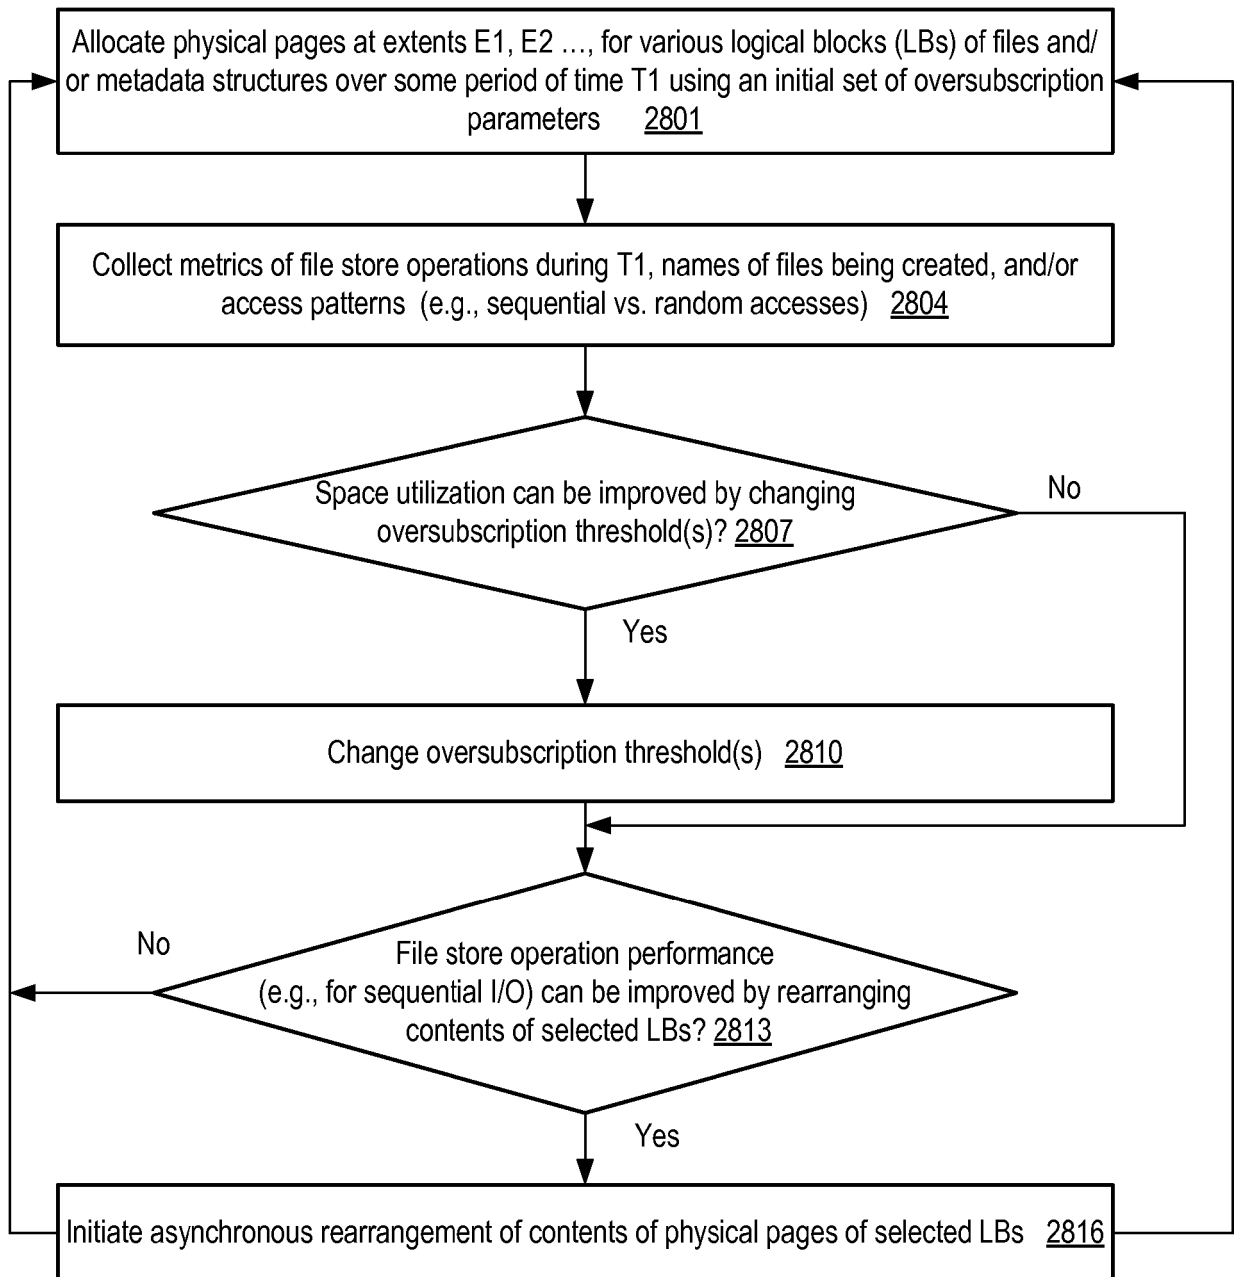 Allocate physical pages at extents E1, E2 ..., for various logical blocks (LBs) of files and/
or metadata structures over some period of time T1 using an initial set of oversubscription
parameters 2801
Collect metrics of file store operations during T1, names of files being created, and/or
access patterns (e.g., sequential vs. random accesses) 2804
Space utilization can be improved by changing
oversubscription threshold(s)? 2807
No
Yes
Change oversubscription threshold(s) 2810
No
File store operation performance
(e.g., for sequential I/O) can be improved by rearranging
contents of selected LBs? 2813
Yes
Initiate asynchronous rearrangement of contents of physical pages of selected LBs 2816